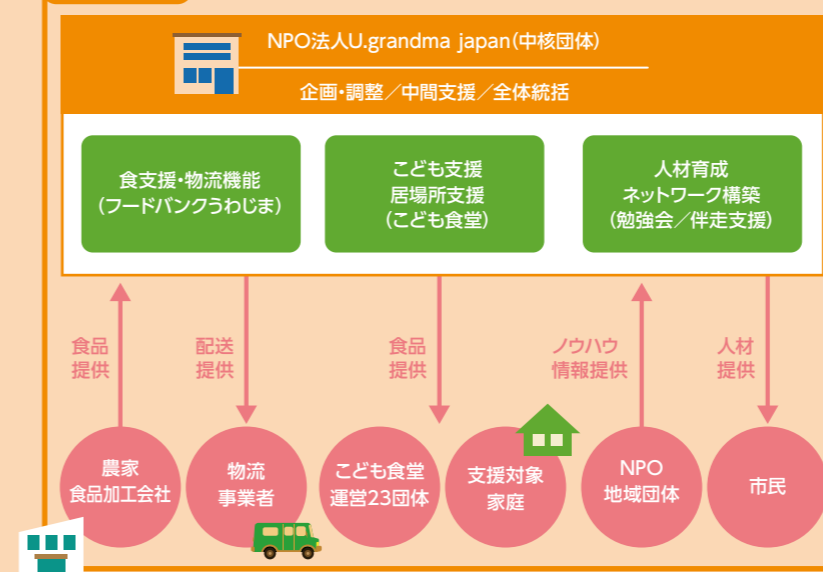 NPO法人U.grandma japan(中核団体)
企画・調整／中間支援／全体統括
食支援・物流機能
(フードバンクうわじま)
こども支援
居場所支援
(こども食堂)
人材育成
ネットワーク構築
(勉強会／伴走支援)
食品
提供
配送
提供
食品
提供
ノウハウ
情報提供
人材
提供
農家
食品加工会社
物流
事業者
こども食堂
運営23団体
支援対象
家庭
NPO
地域団体
市民